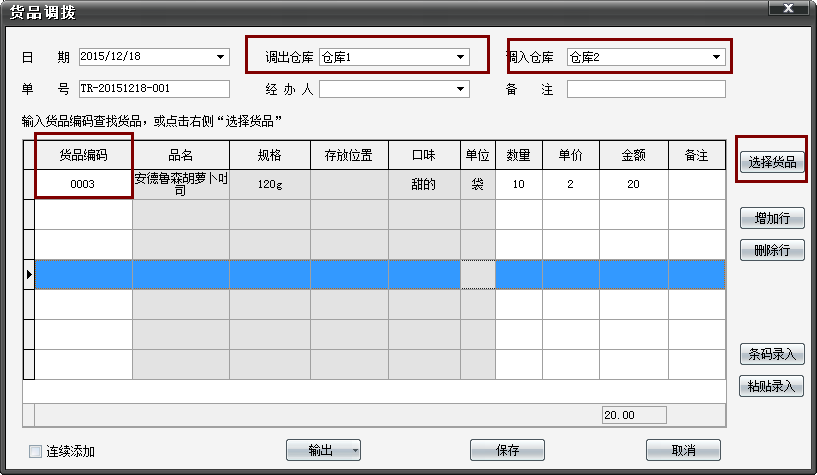 货品调拨
日 期 2015/12/18 调出仓库 仓库1 调入仓库 仓库2
单 号 TR-20151218-001 经 办 人 备 注
输入货品编码查找货品，或点击右侧“选择货品”
货品编码 品名 规格 存放位置 口味 单位 数量 单价 金额 备注
0003 安德鲁森胡萝卜吐司 120g 甜的 袋 10 2 20
选择货品
增加行
删除行
条码录入
粘贴录入
20.00
连续添加 输出 保存 取消